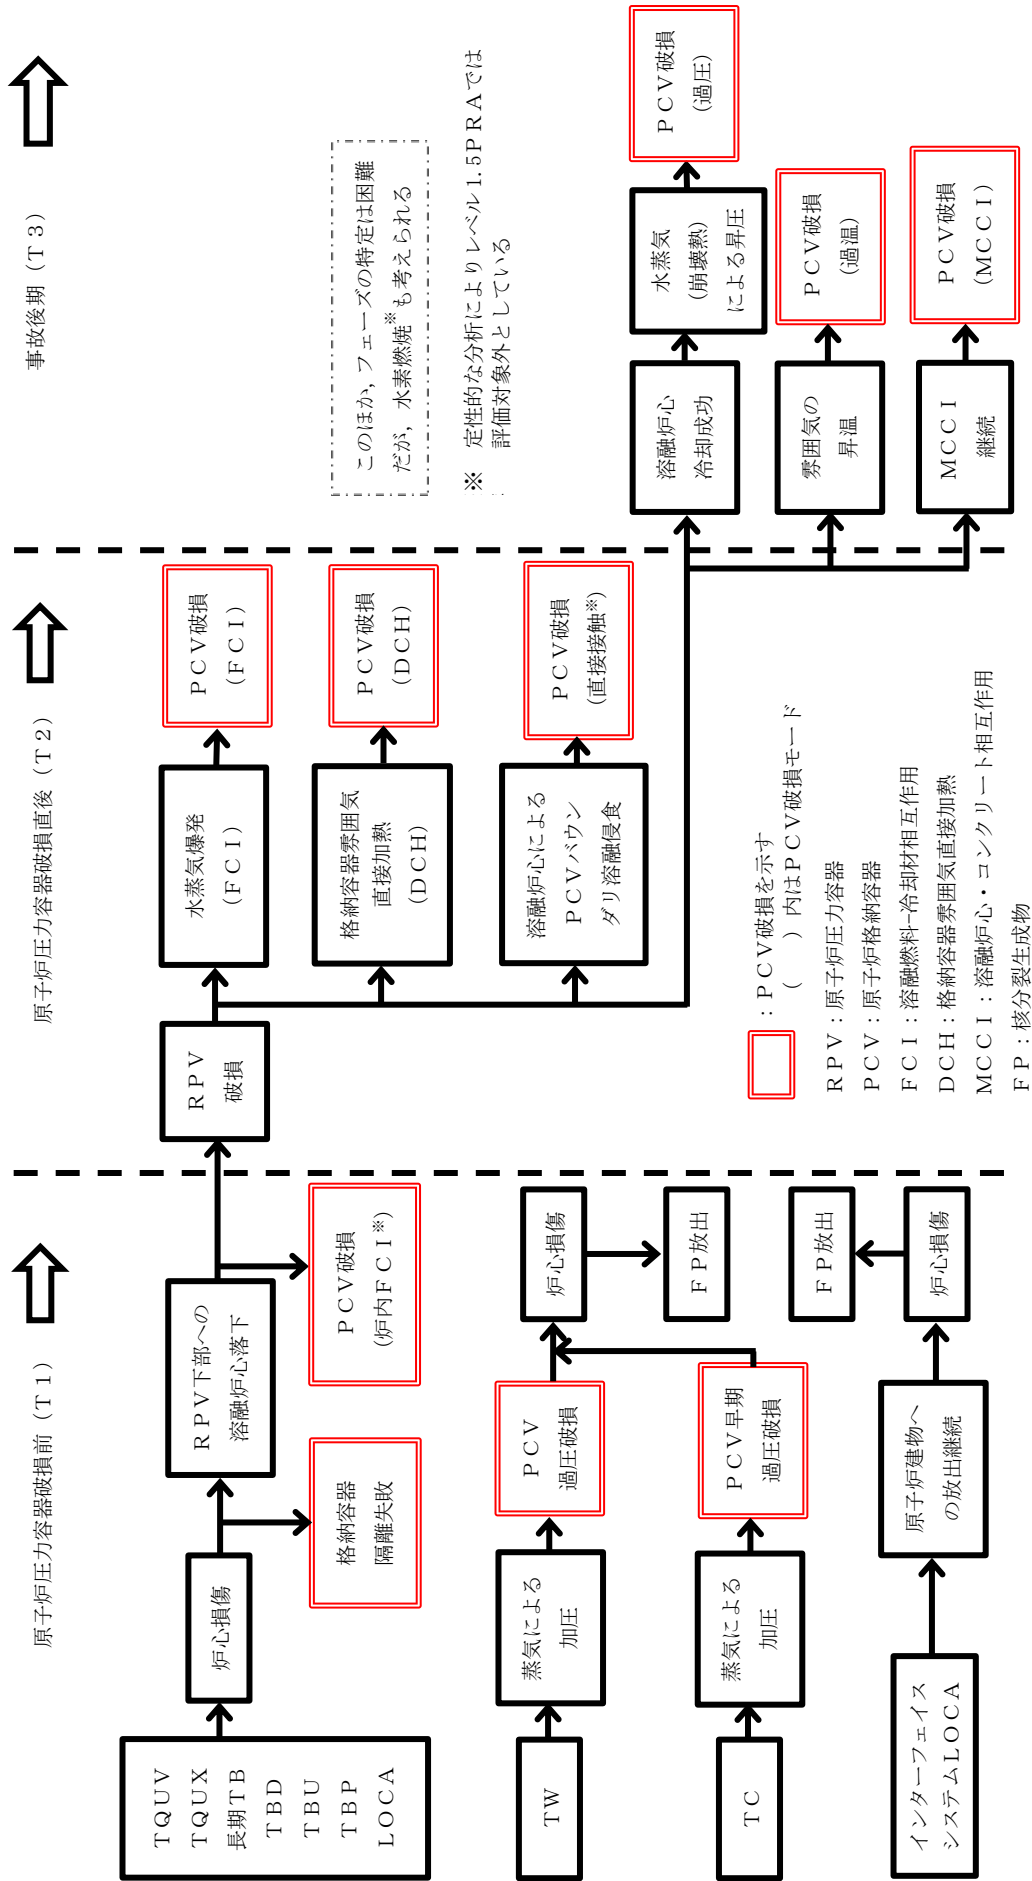 原子炉圧力容器破損前(T1)
原子炉圧力容器破損直後(T2)
事故後期(T3)
TQUV
TQUX
長期TB
TBD
TBU
TBP
LOCA
炉心損傷
格納容器
隔離失敗
RPV下部への
溶融炉心落下
PCV破損
(炉内FCI※)
RPV
破損
水蒸気爆発
(FCI)
PCV破損
(FCI)
格納容器雰囲気
直接加熱
(DCH)
PCV破損
(DCH)
溶融炉心による
PCVバウン
ダリ溶融侵食
PCV破損
(直接接触※)
このほか,フェーズの特定は困難
だが,水素燃焼※も考えられる
※ 定性的な分析によりレベル1.5PRAでは
評価対象外としている
溶融炉心
冷却成功
水蒸気
(崩壊熱)
による昇圧
PCV破損
(過圧)
雰囲気の
昇温
PCV破損
(過温)
MCCI
継続
PCV破損
(MCCI)
TW
蒸気による
加圧
PCV
過圧破損
炉心損傷
FP放出
TC
蒸気による
加圧
PCV早期
過圧破損
インターフェイス
システムLOCA
原子炉建物へ
の放出継続
炉心損傷
FP放出
:PCV破損を示す
( )内はPCV破損モード
RPV:原子炉圧力容器
PCV:原子炉格納容器
FCI:溶融燃料-冷却材相互作用
DCH:格納容器雰囲気直接加熱
MCCI:溶融炉心・コンクリート相互作用
FP:核分裂生成物